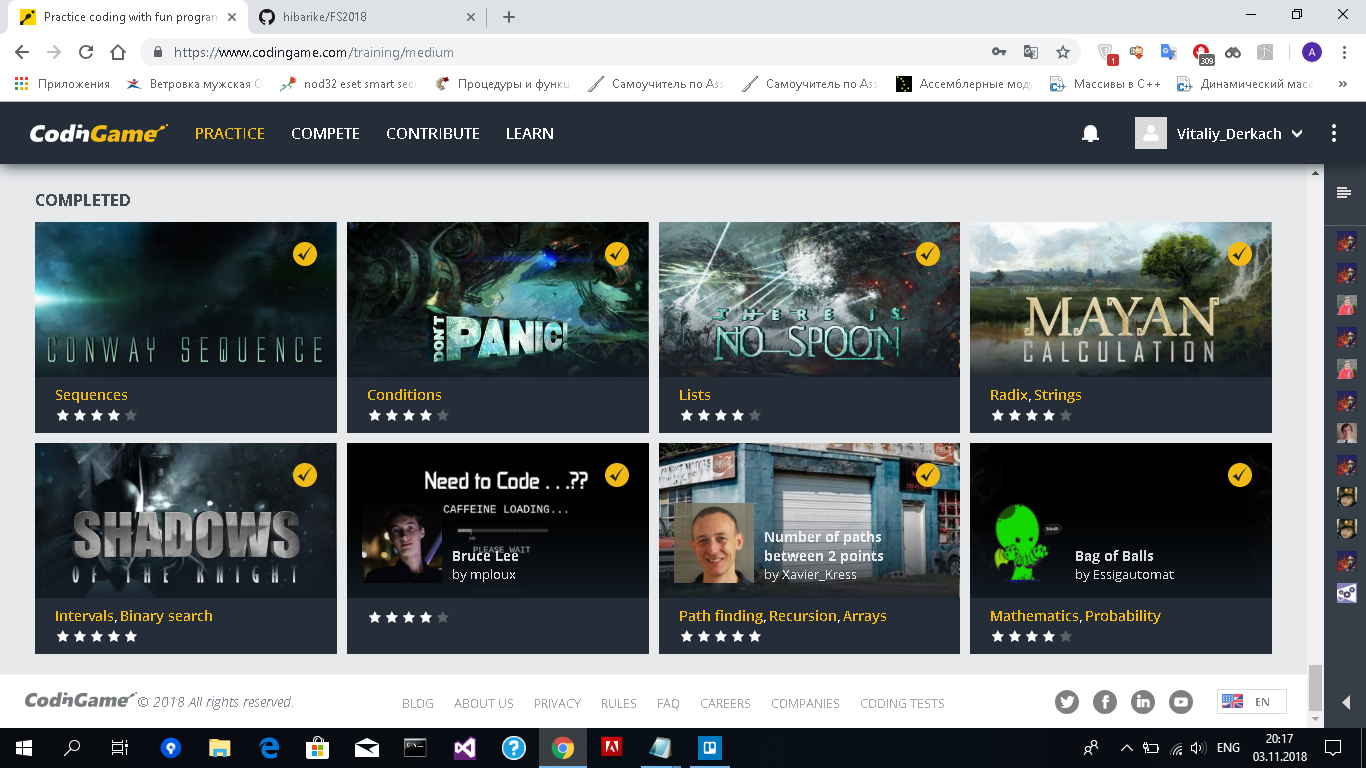 Practice coding with fun progran
hibarike/FS2018
https://www.codingame.com/training/medium
1
309
A
Приложения
Ветровка мужская O
nod32 eset smart secu
Процедуры и функц
Самоучитель по Ass
Самоучитель по Ass
Ассемблерные моду
Массивы в C++
Динамический масс
»
CodinGame
PRACTICE
COMPETE
CONTRIBUTE
LEARN
Vitaliy_Derkach
COMPLETED
CONWAY SEQUENCE
DON'T PANIC!
THERE IS NO SPOON
MAYAN CALCULATION
Sequences
Conditions
Lists
Radix, Strings
SHADOWS
OF THE KNIGHT
Need to Code . . .??
CAFFEINE LOADING...
PLEASE WAIT
Bruce Lee
by mploux
Number of paths
between 2 points
by Xavier_Kress
Bag of Balls
by Essigautomat
Intervals, Binary search
Path finding, Recursion, Arrays
Mathematics, Probability
CodinGame © 2018 All rights reserved.
BLOG
ABOUT US
PRIVACY
RULES
FAQ
CAREERS
COMPANIES
CODING TESTS
EN
ENG
20:17
03.11.2018